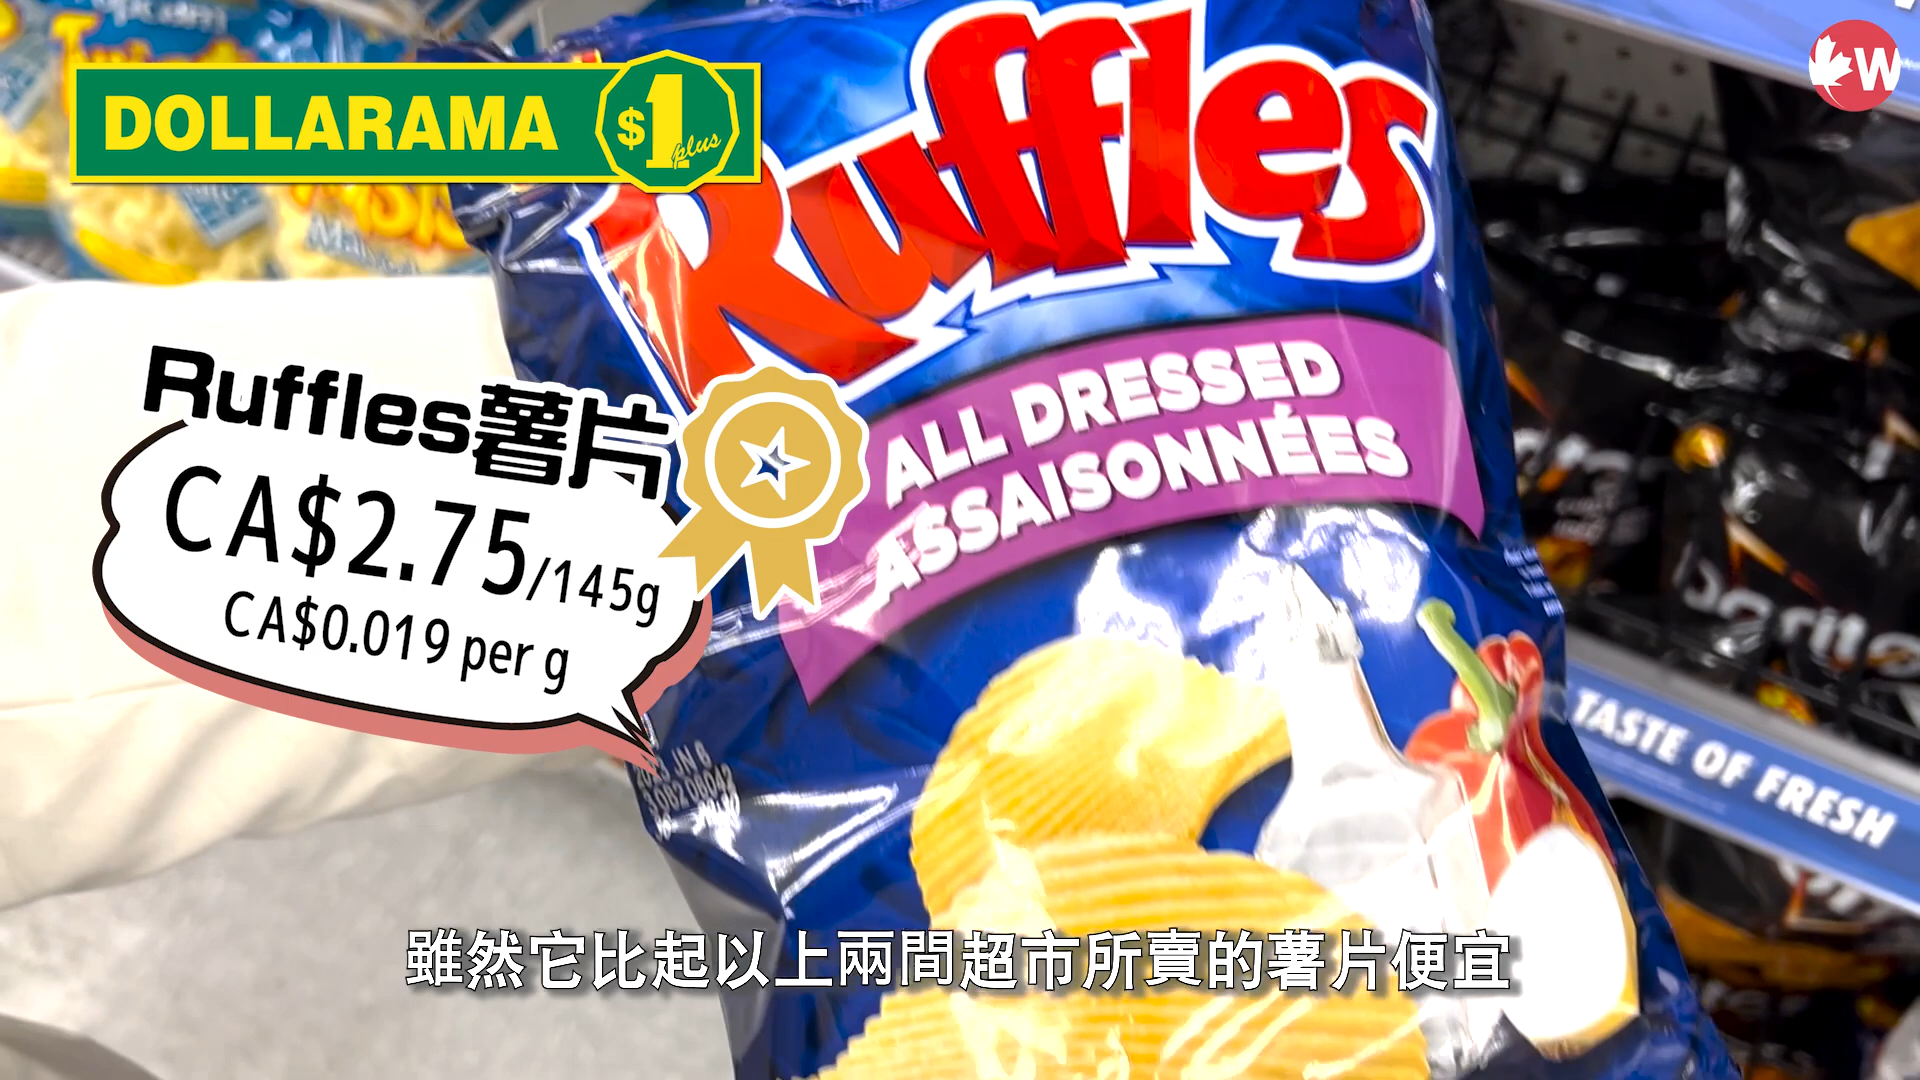 DOLLARAMA $1 plus
W
Ruffles
ALL DRESSED
ASSAISONNÉES
Ruffles薯片
CA$2.75/145g
CA$0.019 per g
TASTE OF FRESH
雖然它比起以上兩間超市所賣的薯片便宜